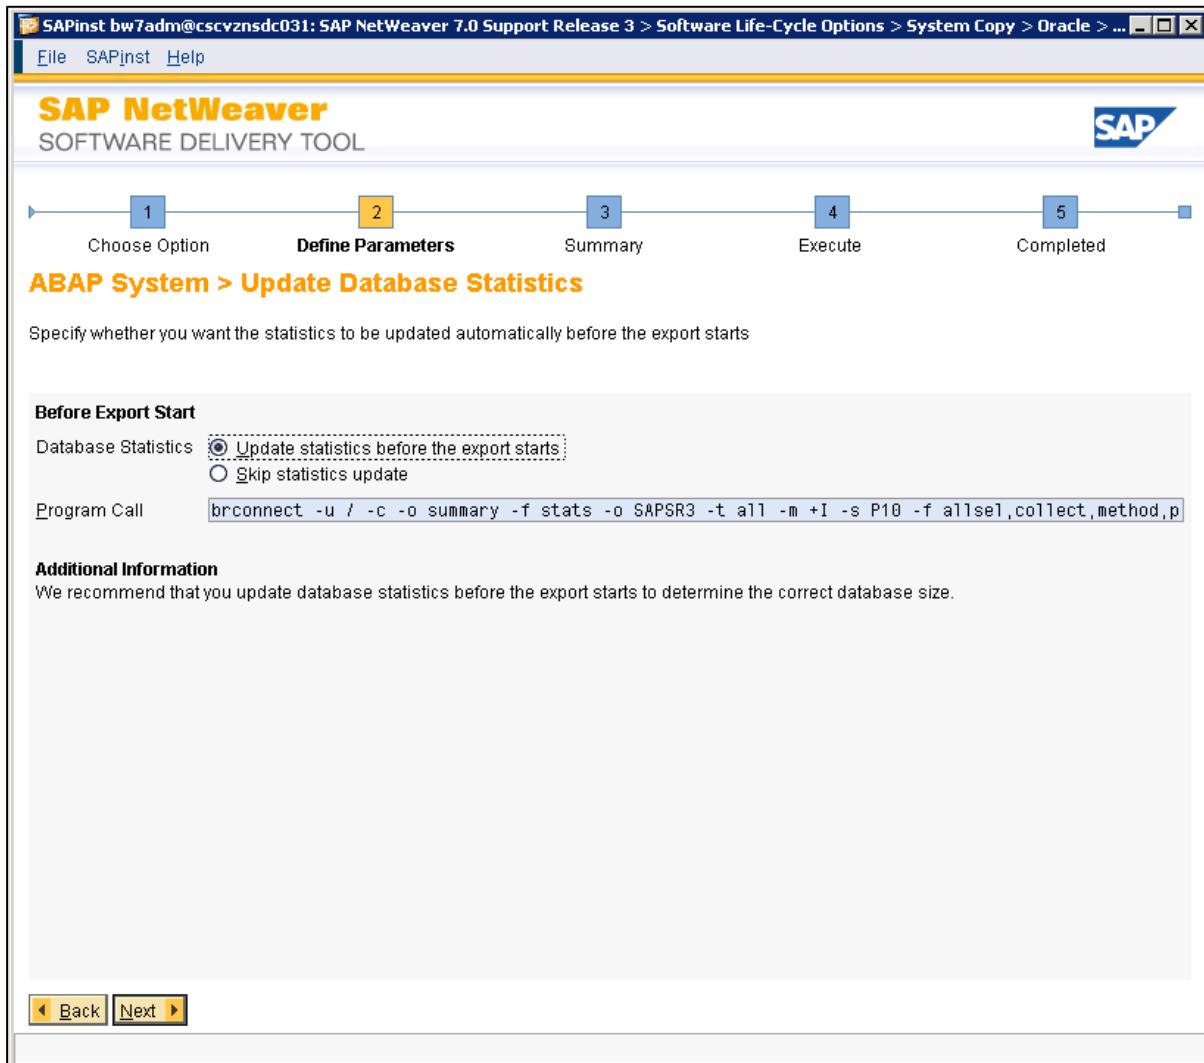 SAPinst bw7adm@cscvznsdc031: SAP NetWeaver 7.0 Support Release 3 > Software Life-Cycle Options > System Copy > Oracle > ...
File SAPinst Help
SAP NetWeaver
SOFTWARE DELIVERY TOOL
SAP
1 2 3 4 5
Choose Option Define Parameters Summary Execute Completed
ABAP System > Update Database Statistics
Specify whether you want the statistics to be updated automatically before the export starts
Before Export Start
Database Statistics Update statistics before the export starts
Skip statistics update
Program Call brconnect -u / -c -o summary -f stats -o SAPSR3 -t all -m +I -s P10 -f allsel,collect,method,p
Additional Information
We recommend that you update database statistics before the export starts to determine the correct database size.
Back Next